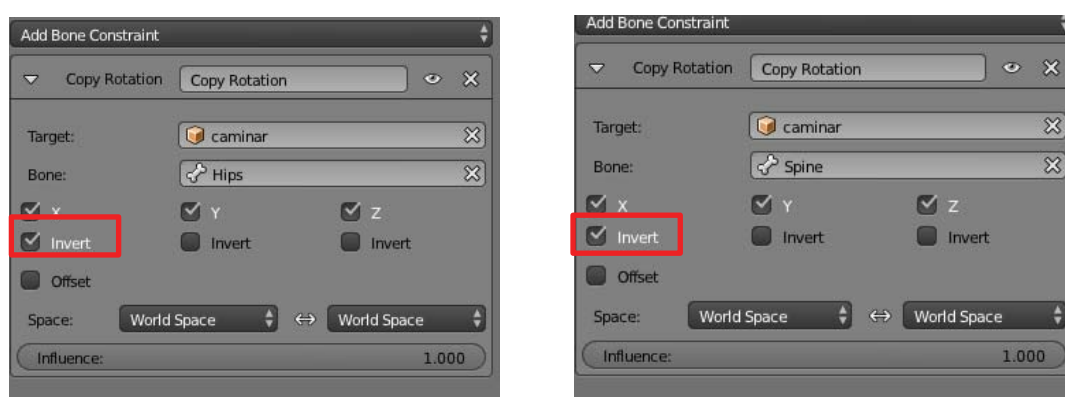 Add Bone Constraint
Copy Rotation Copy Rotation
Target: caminar
Bone: Hips
X Y Z
Invert Invert Invert
Offset
Space: World Space World Space
Influence: 1.000
Add Bone Constraint
Copy Rotation Copy Rotation
Target: caminar
Bone: Spine
X Y Z
Invert Invert Invert
Offset
Space: World Space World Space
Influence: 1.000